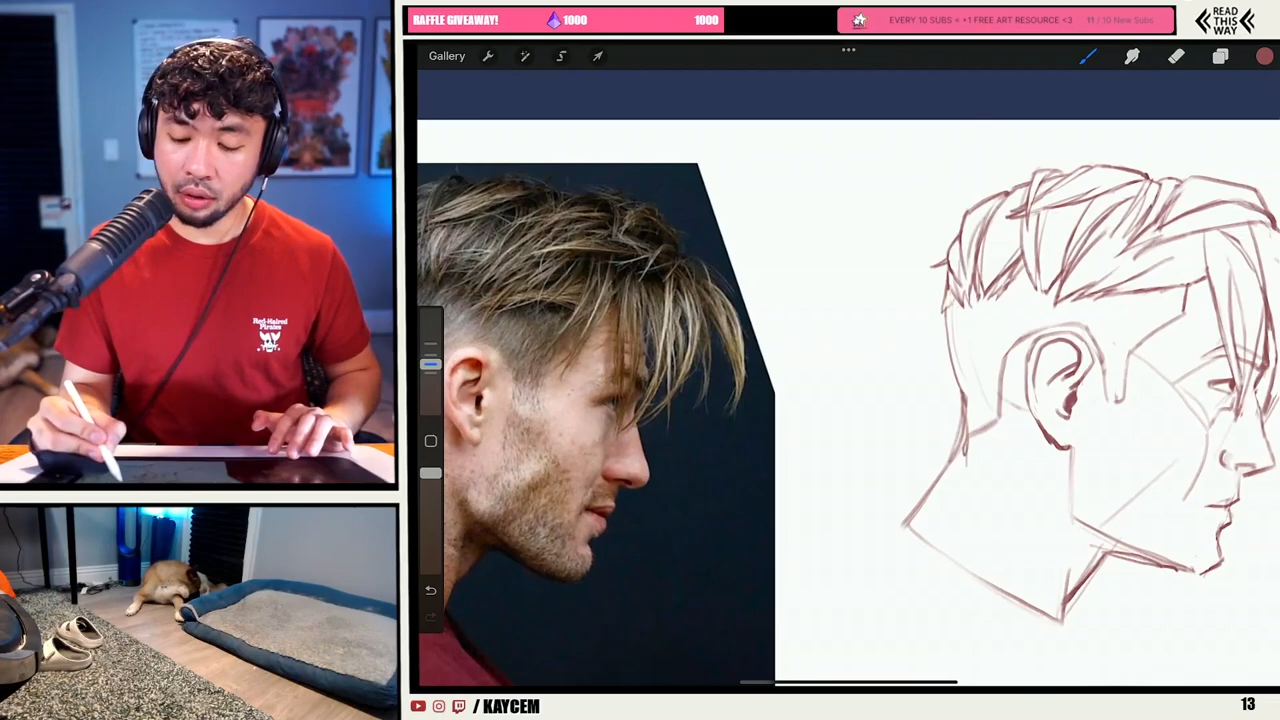 RAFFLE GIVEAWAY! 1000 1000
EVERY 10 SUBS = +1 FREE ART RESOURCE <3 11 / 10 New Subs
READ
THIS
WAY
Gallery
Red-Haired
Pirates
/ KAYCEM
13